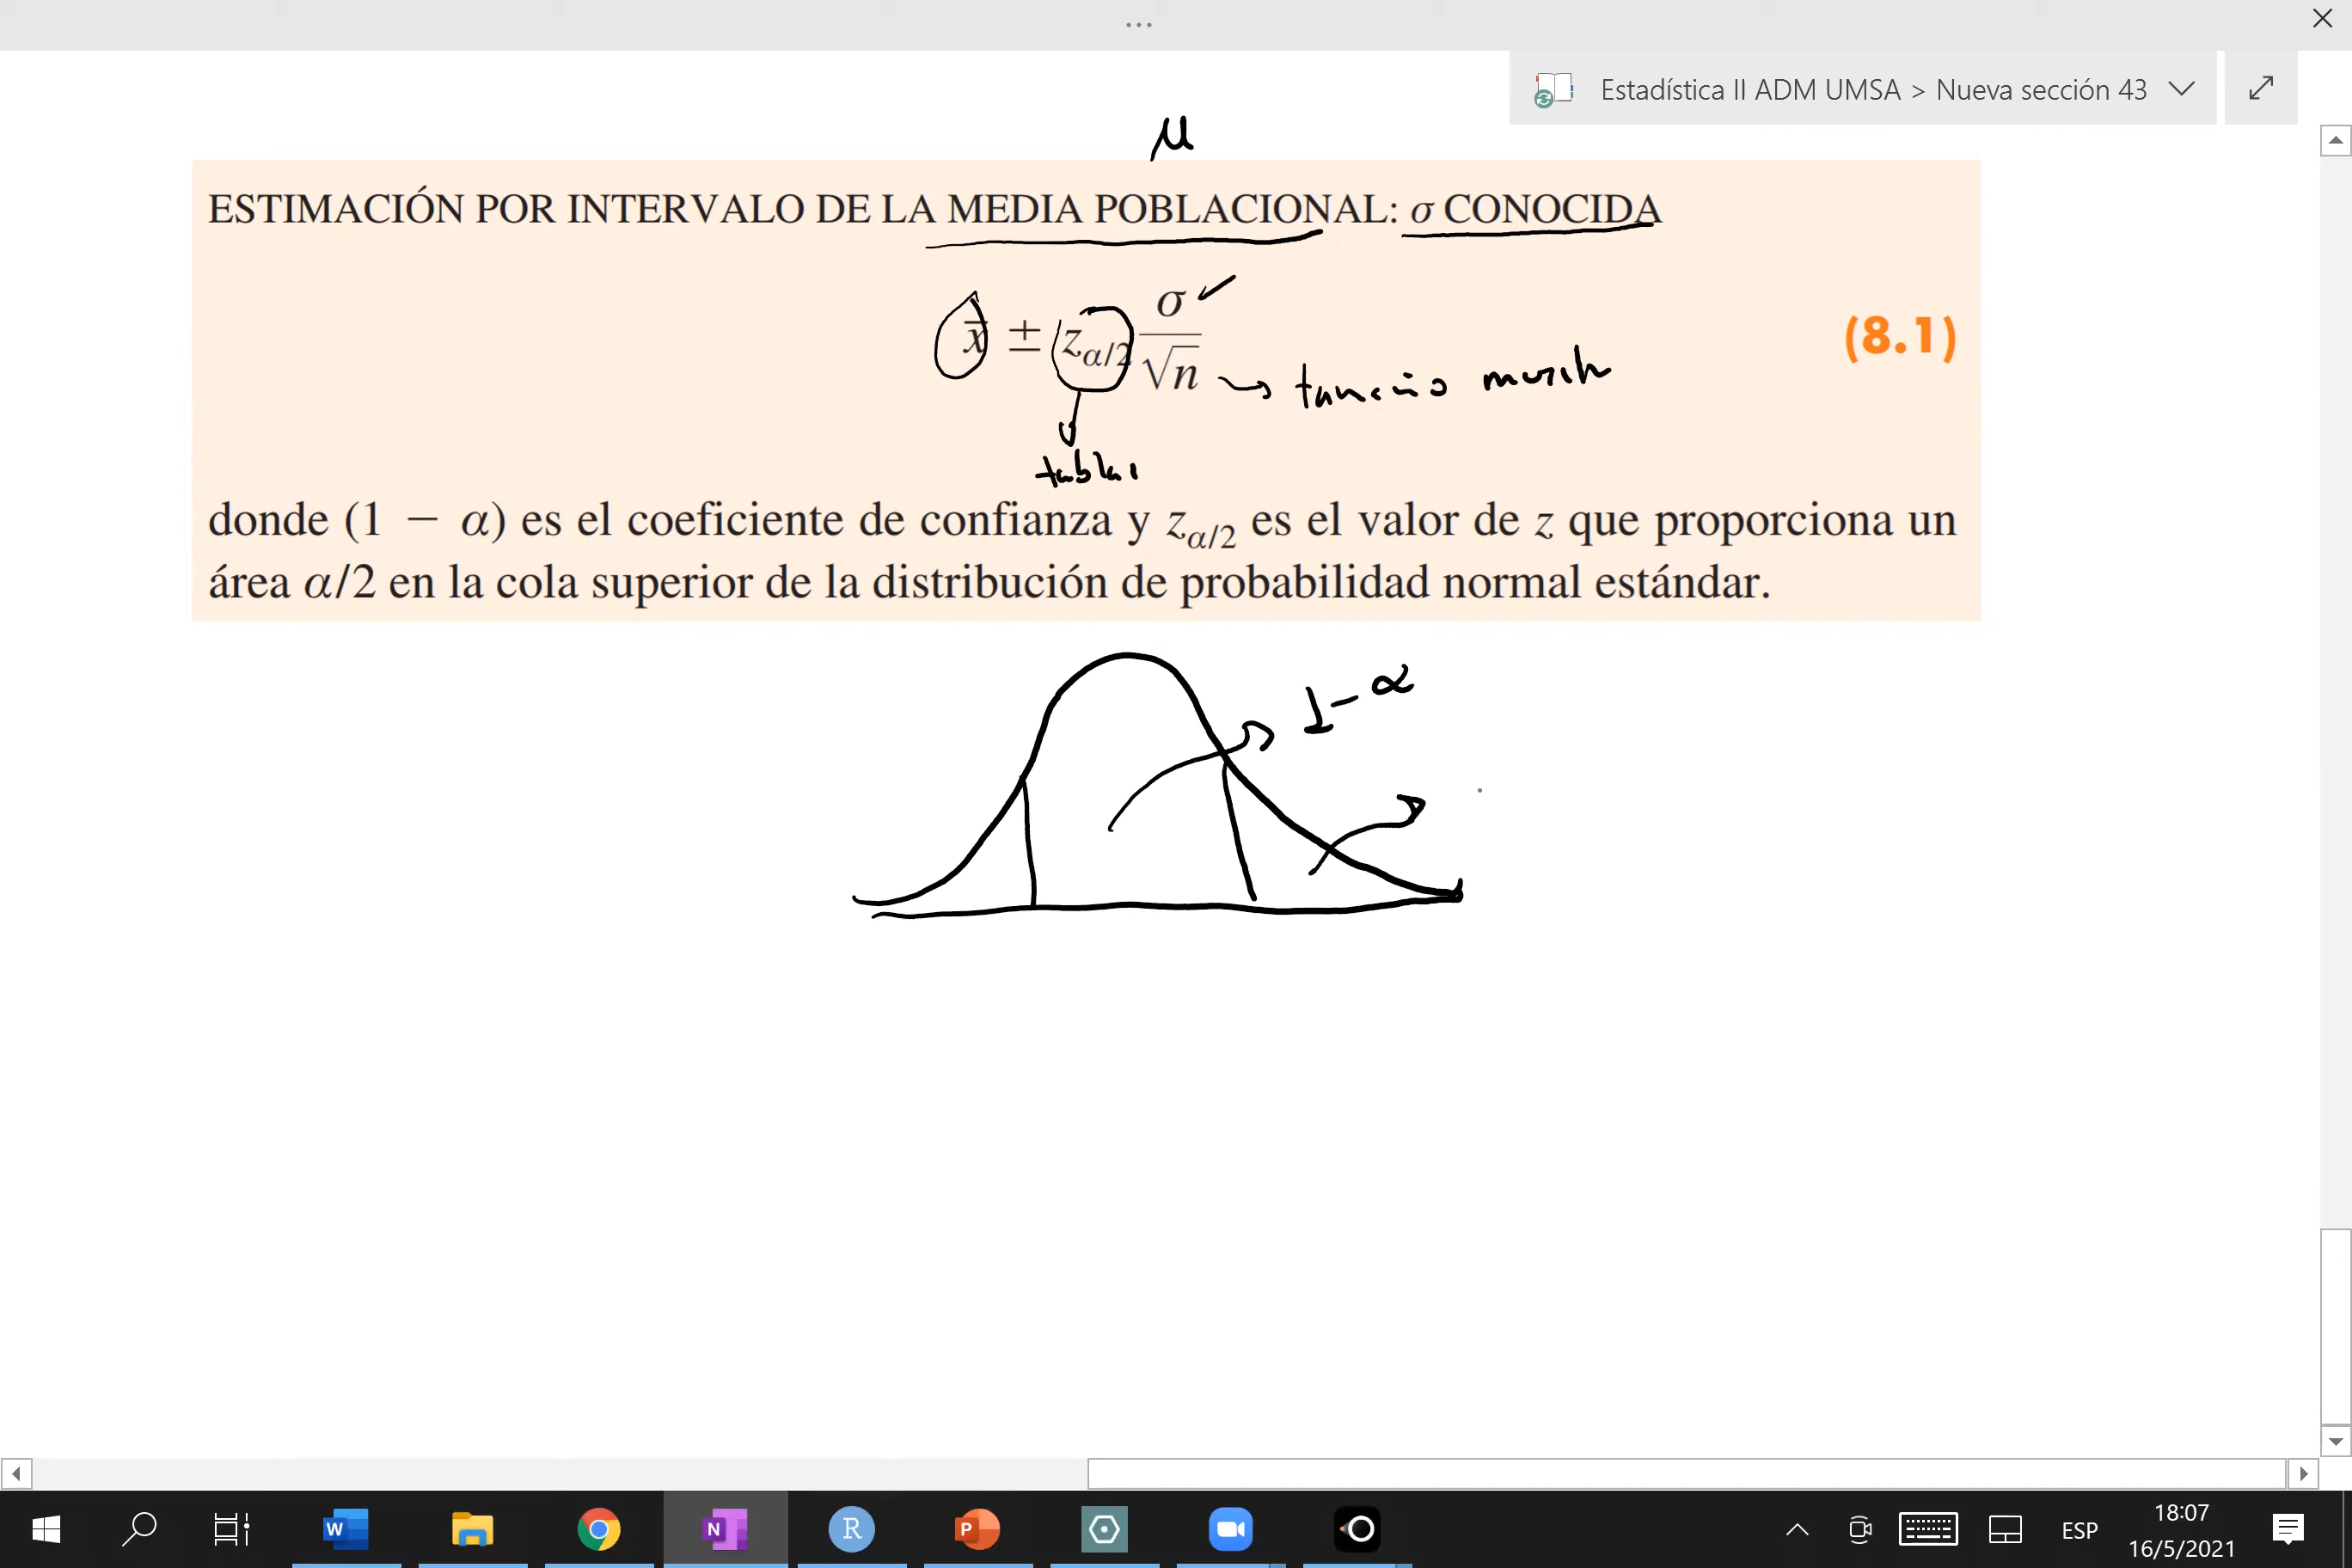 Estadística II ADM UMSA > Nueva sección 43
μ
ESTIMACIÓN POR INTERVALO DE LA MEDIA POBLACIONAL: σ CONOCIDA
x̄ ± z_{α/2} σ/√n (8.1)
tamaño
tablas
donde (1 − α) es el coeficiente de confianza y z_{α/2} es el valor de z que proporciona un
área α/2 en la cola superior de la distribución de probabilidad normal estándar.
1-α
ESP
18:07
16/5/2021